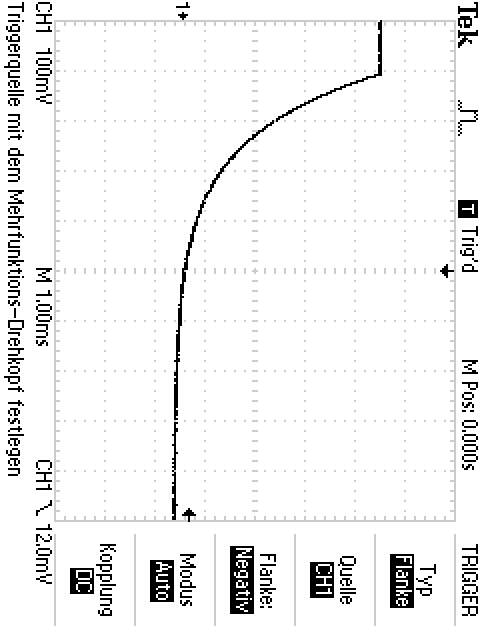 Tek T Trig'd M Pos: 0.000s TRIGGER
Typ
Flanke
Quelle
CH1
Flanke:
Negativ
Modus
Auto
Kopplung
DC
1
CH1 100mV M 1.00ms CH1 \ 12.0mV
Triggerquelle mit dem Mehrfunktions-Drehkopf festlegen